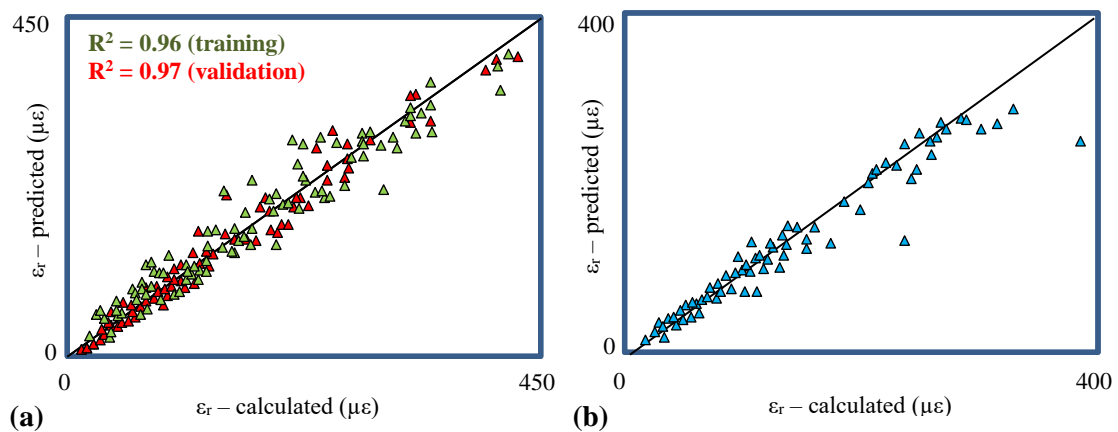 450
R² = 0.96 (training)
R² = 0.97 (validation)
εᵣ – predicted (µε)
0
0
450
εᵣ – calculated (µε)
(a)
400
εᵣ – predicted (µε)
0
0
400
εᵣ – calculated (µε)
(b)